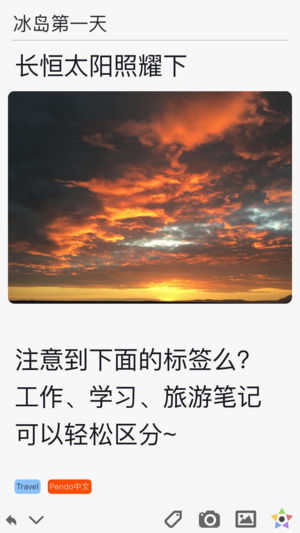 冰岛第一天
长恒太阳照耀下
注意到下面的标签么?
工作、学习、旅游笔记
可以轻松区分~
Travel
Pendo中文